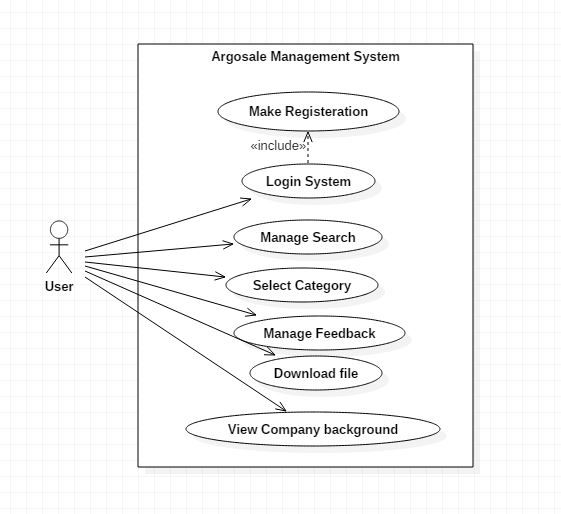 Argosale Management System
Make Registeration
«include»
Login System
Manage Search
Select Category
User
Manage Feedback
Download file
View Company background